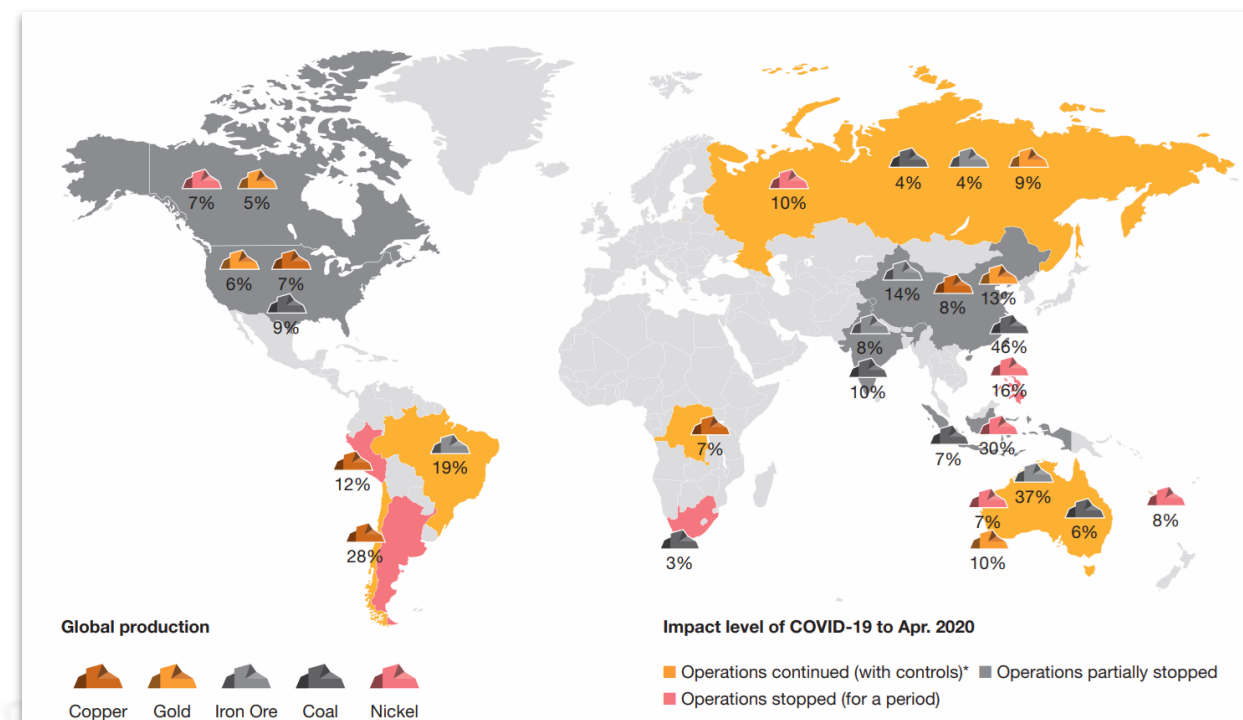 7% 5%
6% 7%
9%
10% 4% 4% 9%
14% 8% 13%
8% 46%
10% 16%
7% 30%
12% 19%
7%
28%
3%
37%
7% 6% 8%
10%
Global production
Copper Gold Iron Ore Coal Nickel
Impact level of COVID-19 to Apr. 2020
Operations continued (with controls)* Operations partially stopped
Operations stopped (for a period)